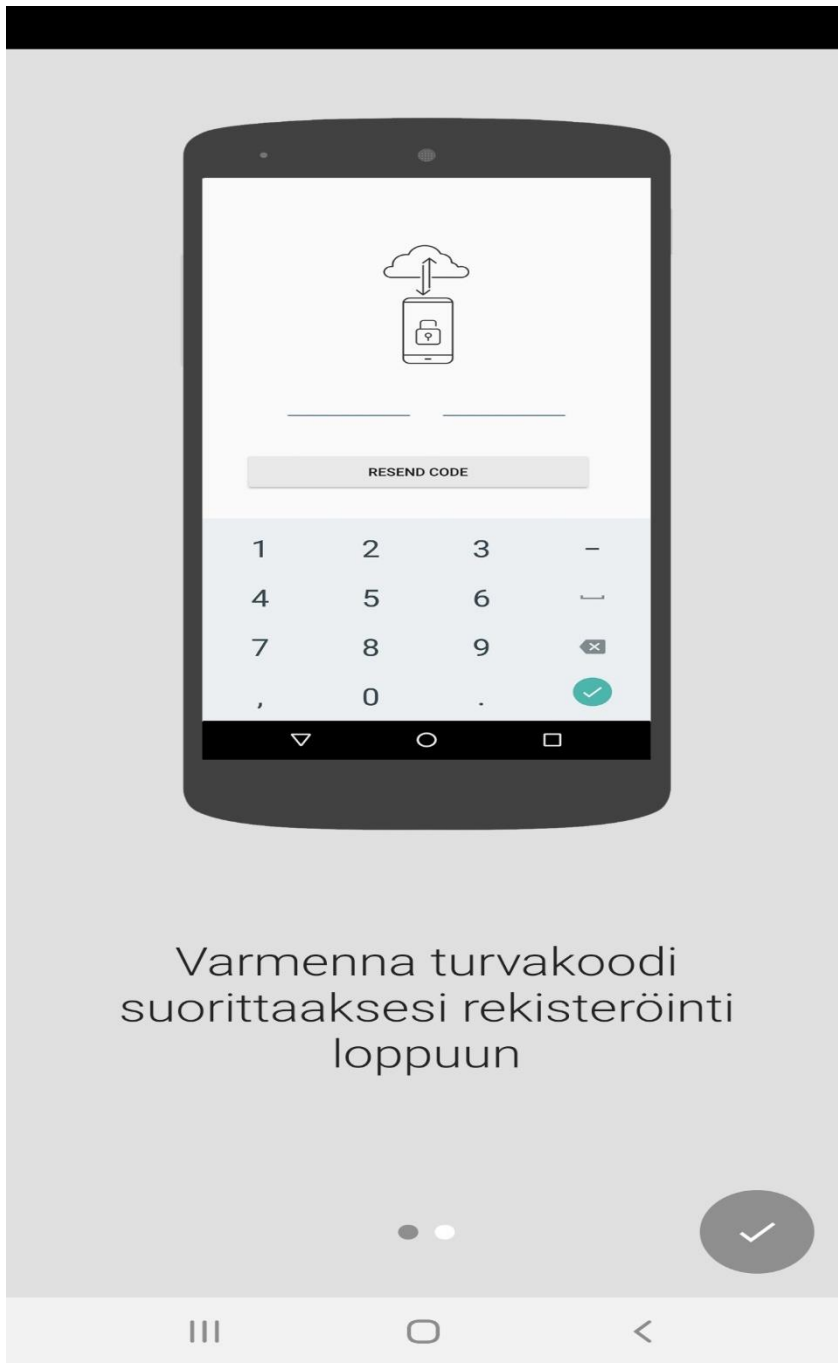 RESEND CODE
1 2 3 –
4 5 6
7 8 9
, 0 .
Varmenna turvakoodi
suorittaaksesi rekisteröinti
loppuun